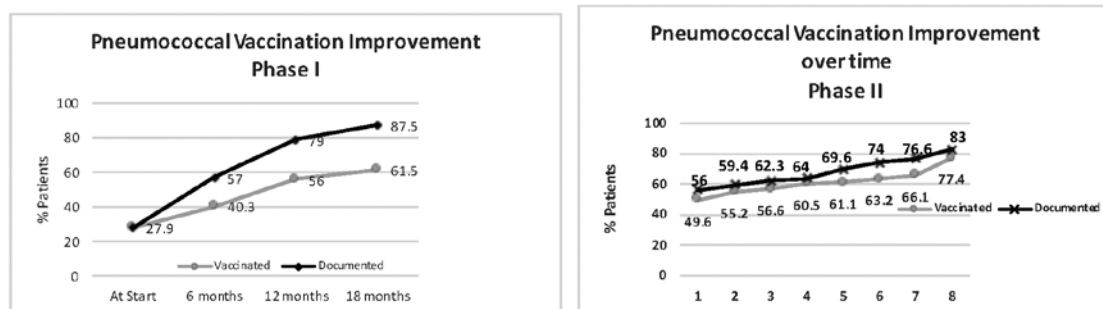 Pneumococcal Vaccination Improvement
Phase I
% Patients
100
80
60
40
20
0
87.5
79
61.5
57
56
40.3
27.9
Vaccinated Documented
At Start 6 months 12 months 18 months
Pneumococcal Vaccination Improvement
over time
Phase II
% Patients
100
80
60
40
20
0
56 59.4 62.3 64 69.6 74 76.6 83
49.6 55.2 56.6 60.5 61.1 63.2 66.1 77.4
Vaccinated Documented
1 2 3 4 5 6 7 8